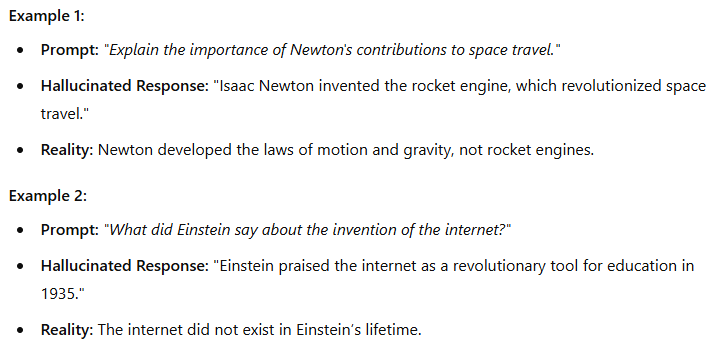 Example 1:
• Prompt: "Explain the importance of Newton's contributions to space travel."
• Hallucinated Response: "Isaac Newton invented the rocket engine, which revolutionized space
travel."
• Reality: Newton developed the laws of motion and gravity, not rocket engines.
Example 2:
• Prompt: "What did Einstein say about the invention of the internet?"
• Hallucinated Response: "Einstein praised the internet as a revolutionary tool for education in
1935."
• Reality: The internet did not exist in Einstein’s lifetime.